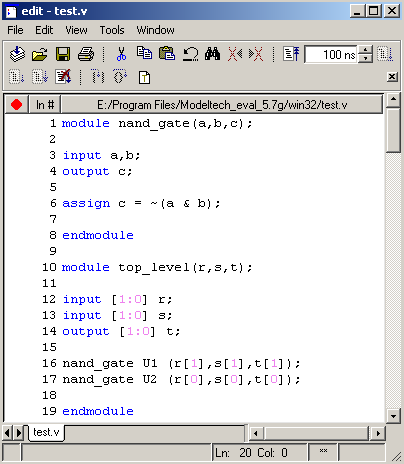 edit - test.v
File Edit View Tools Window
100 ns
ln # E:/Program Files/Modeltech_eval_5.7g/win32/test.v
1 module nand_gate(a,b,c);
2
3 input a,b;
4 output c;
5
6 assign c = ~(a & b);
7
8 endmodule
9
10 module top_level(r,s,t);
11
12 input [1:0] r;
13 input [1:0] s;
14 output [1:0] t;
15
16 nand_gate U1 (r[1],s[1],t[1]);
17 nand_gate U2 (r[0],s[0],t[0]);
18
19 endmodule
test.v
Ln: 20 Col: 0 **